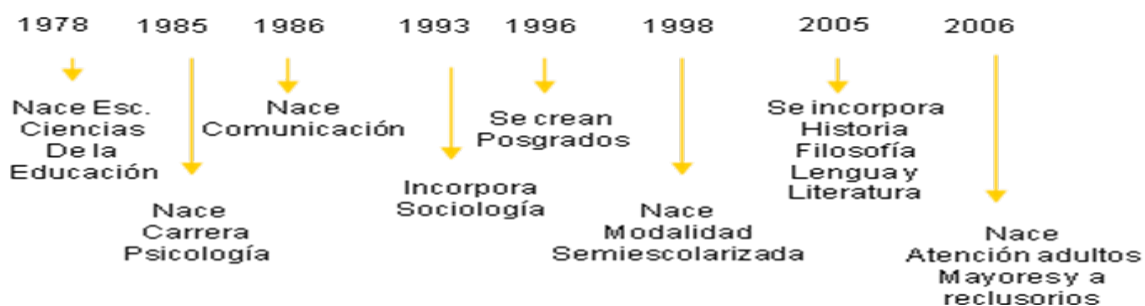 1978 1985 1986 1993 1996 1998 2005 2006
Nace Esc.
Ciencias
De la
Educación
Nace
Carrera
Psicología
Nace
Comunicación
Incorpora
Sociología
Se crean
Posgrados
Nace
Modalidad
Semiescolarizada
Se incorpora
Historia
Filosofía
Lengua y
Literatura
Nace
Atención adultos
Mayores y a
reclusorios